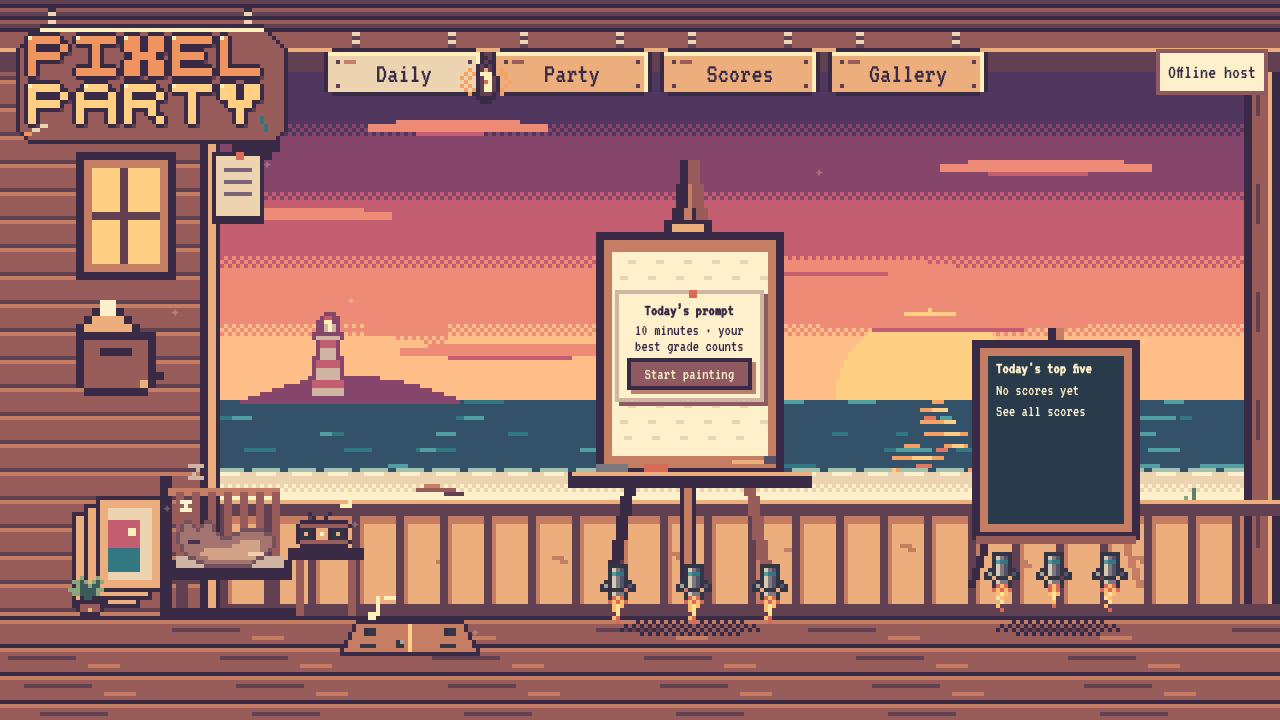 PIXEL
PARTY
Daily
Party
Scores
Gallery
Offline host
Today's prompt
10 minutes · your
best grade counts
Start painting
Today's top five
No scores yet
See all scores